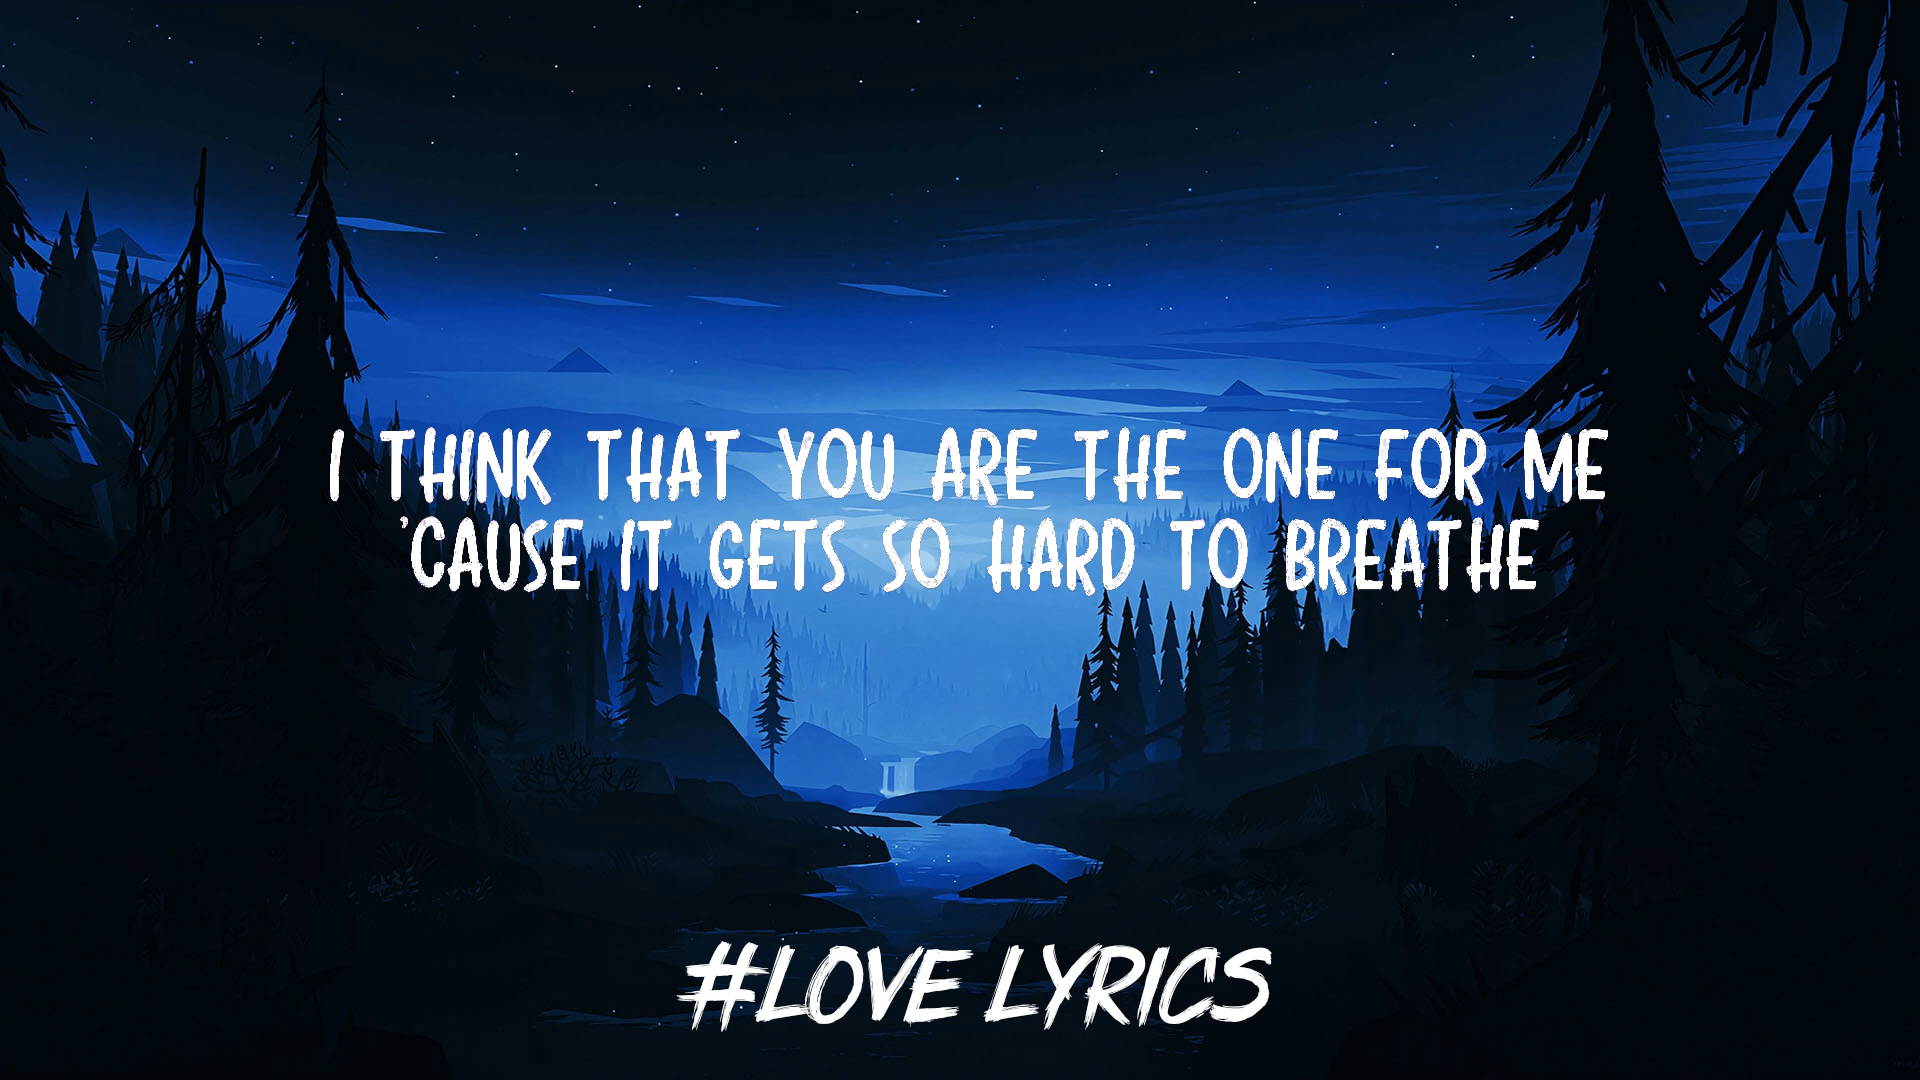 I THINK THAT YOU ARE THE ONE FOR ME
'CAUSE IT GETS SO HARD TO BREATHE
#LOVE LYRICS